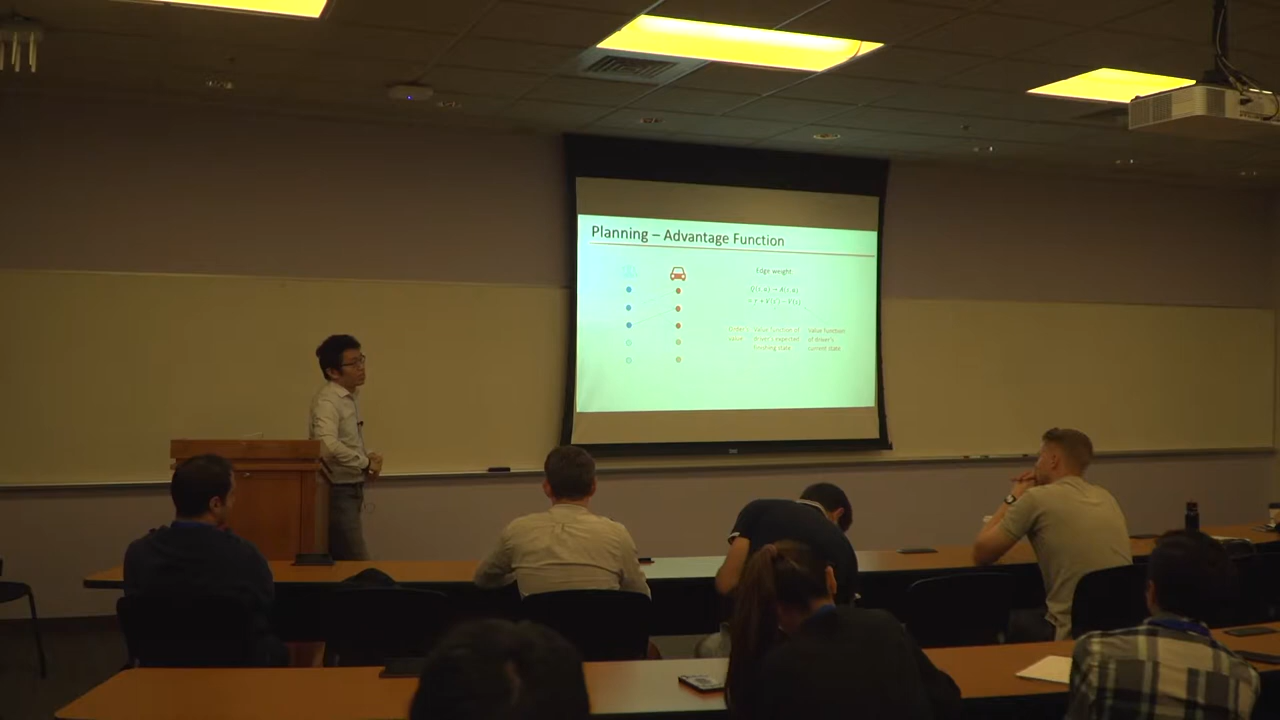 Planning – Advantage Function
Edge weight
Q(s, a) → A(s, a)
= r + V(s') − V(s)
Order's value
Value function of driver's expected finishing state
Value function of driver's current state